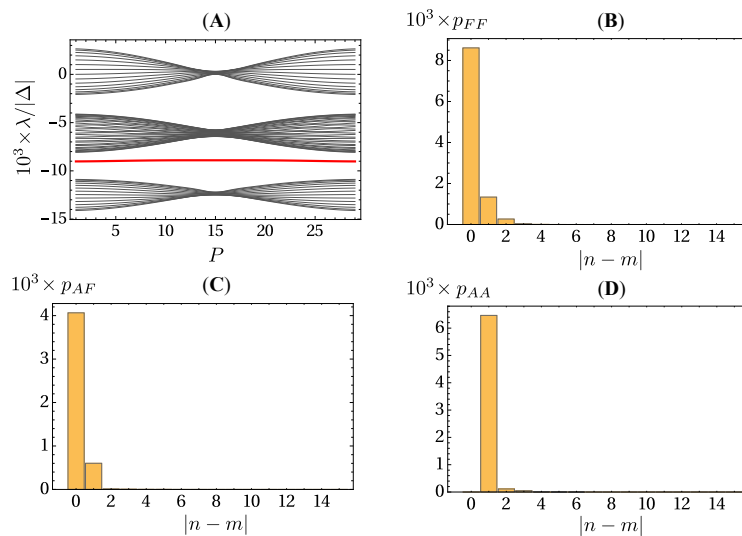 (A)
10³ × λ/|Δ|
0
−5
−10
−15
5 10 15 20 25
P
(B)
10³ × p_FF
8
6
4
2
0
0 2 4 6 8 10 12 14
|n − m|
(C)
10³ × p_AF
4
3
2
1
0
0 2 4 6 8 10 12 14
|n − m|
(D)
10³ × p_AA
6
5
4
3
2
1
0
0 2 4 6 8 10 12 14
|n − m|